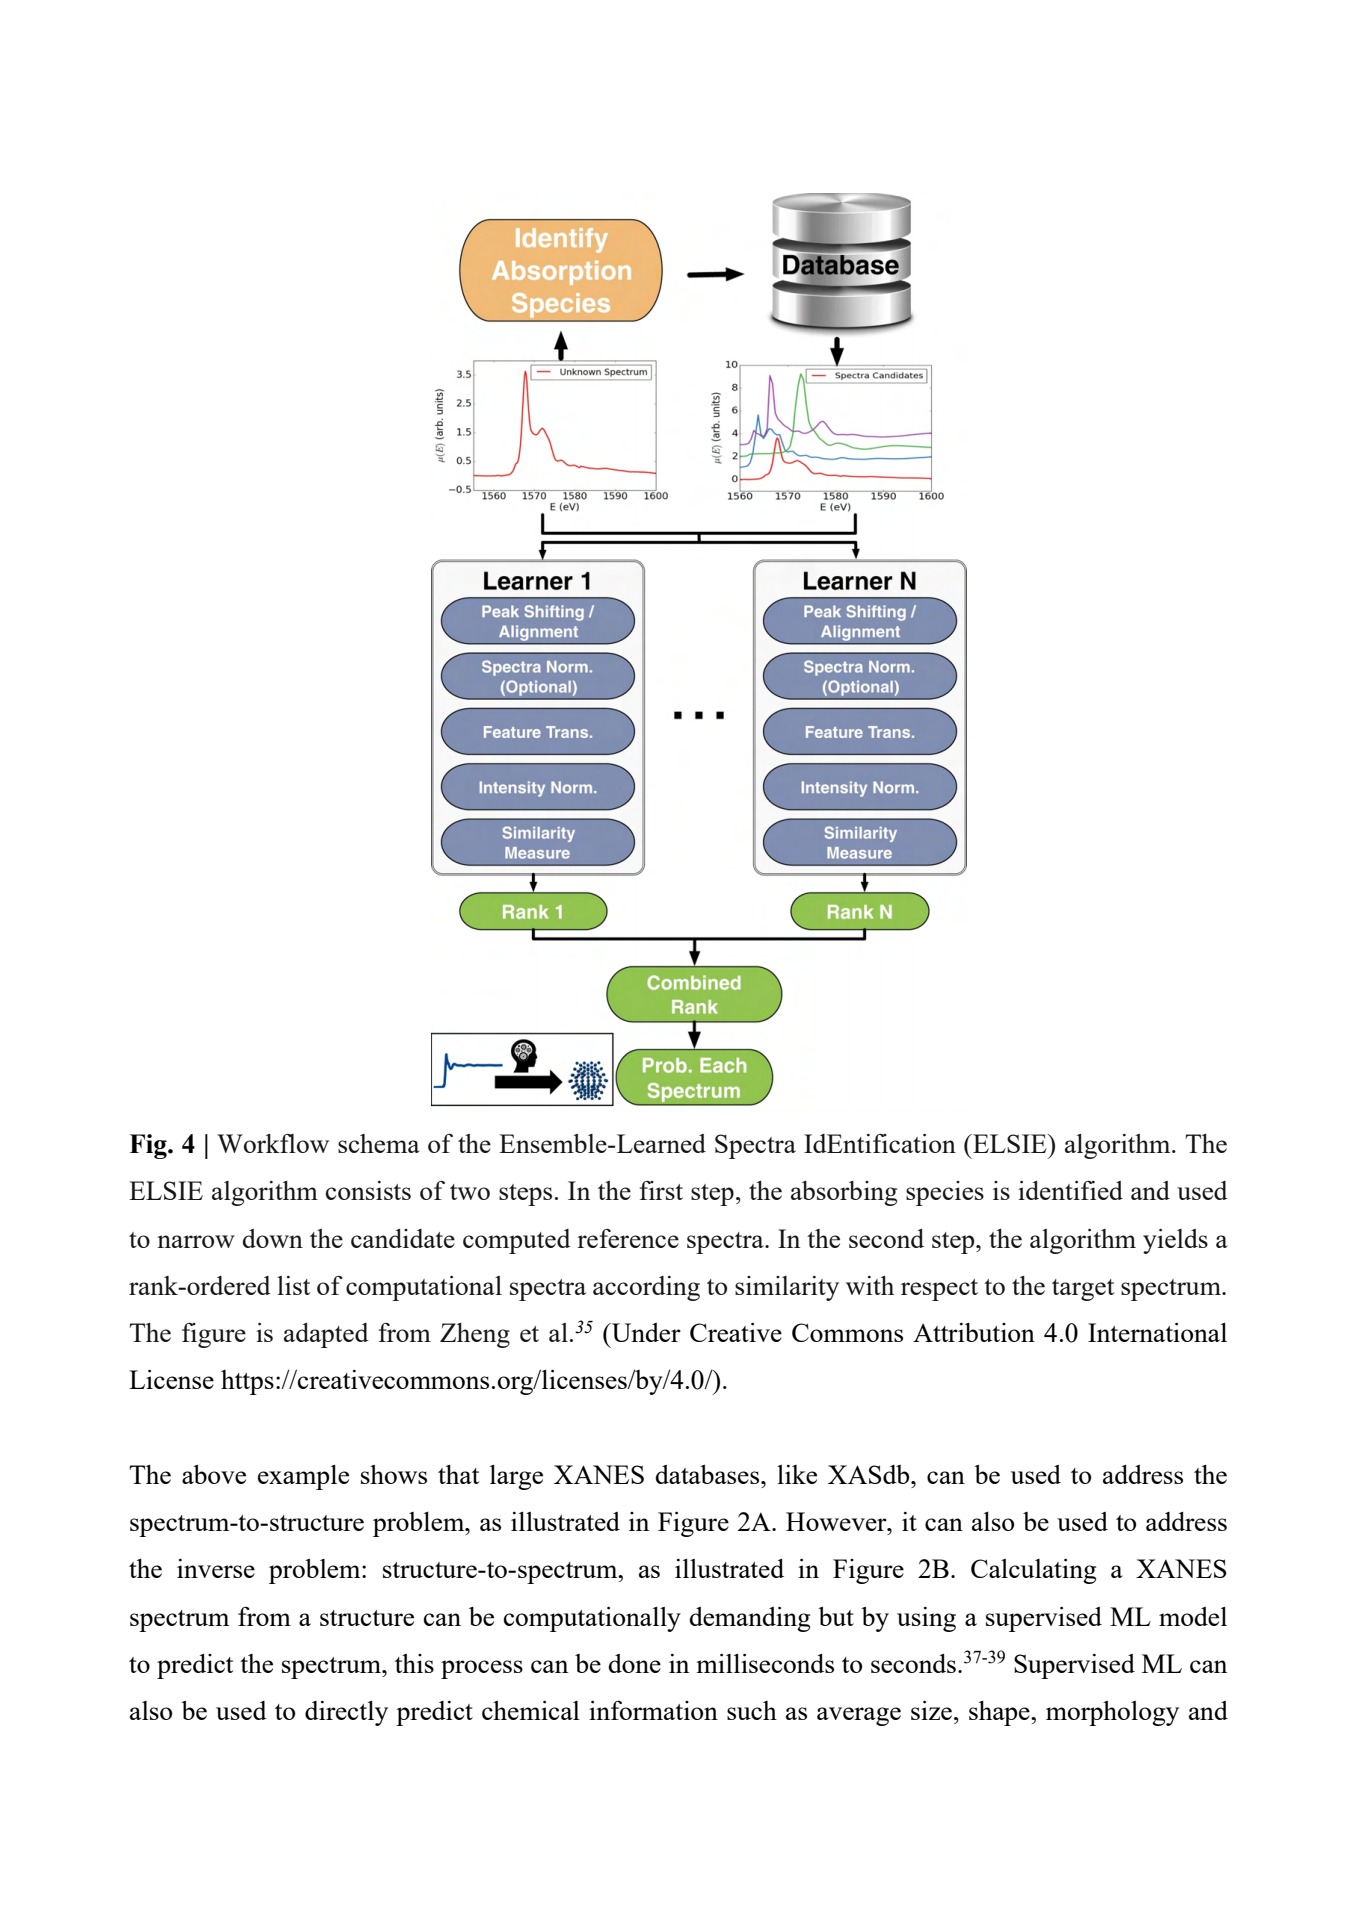 Identify
Absorption
Species
Database
3.5
2.5
1.5
0.5
−0.5
μ(E) (arb. units)
Unknown Spectrum
1560 1570 1580 1590 1600
E (eV)
10
8
6
4
2
0
μ(E) (arb. units)
Spectra Candidates
1560 1570 1580 1590 1600
E (eV)
Learner 1
Peak Shifting /
Alignment
Spectra Norm.
(Optional)
Feature Trans.
Intensity Norm.
Similarity
Measure
...
Learner N
Peak Shifting /
Alignment
Spectra Norm.
(Optional)
Feature Trans.
Intensity Norm.
Similarity
Measure
Rank 1
Rank N
Combined
Rank
Prob. Each
Spectrum
Fig. 4 | Workflow schema of the Ensemble-Learned Spectra IdEntification (ELSIE) algorithm. The
ELSIE algorithm consists of two steps. In the first step, the absorbing species is identified and used
to narrow down the candidate computed reference spectra. In the second step, the algorithm yields a
rank-ordered list of computational spectra according to similarity with respect to the target spectrum.
The figure is adapted from Zheng et al.35 (Under Creative Commons Attribution 4.0 International
License https://creativecommons.org/licenses/by/4.0/).
The above example shows that large XANES databases, like XASdb, can be used to address the
spectrum-to-structure problem, as illustrated in Figure 2A. However, it can also be used to address
the inverse problem: structure-to-spectrum, as illustrated in Figure 2B. Calculating a XANES
spectrum from a structure can be computationally demanding but by using a supervised ML model
to predict the spectrum, this process can be done in milliseconds to seconds.37-39 Supervised ML can
also be used to directly predict chemical information such as average size, shape, morphology and